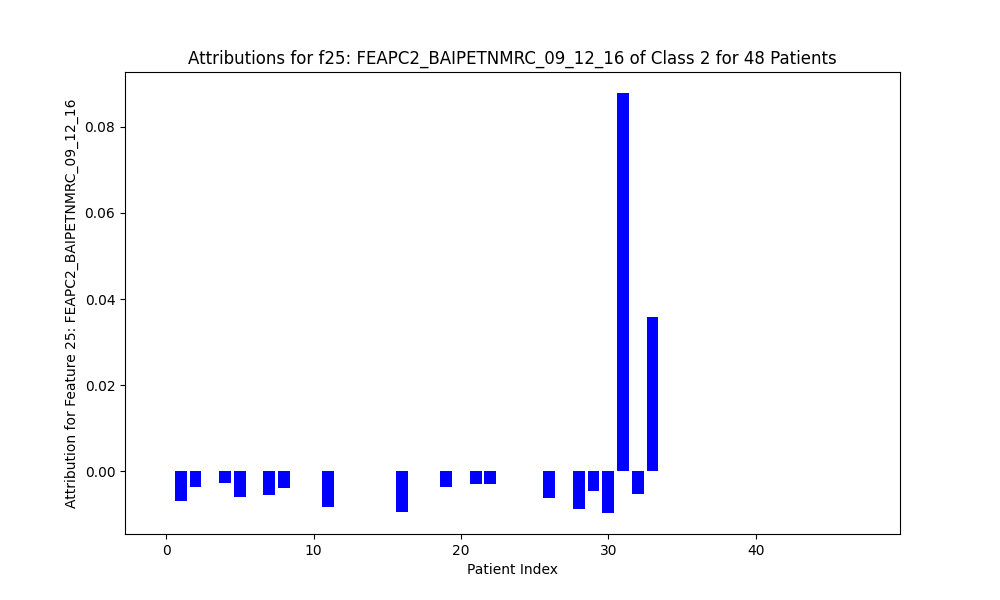 Attributions for f25: FEAPC2_BAIPETNMRC_09_12_16 of Class 2 for 48 Patients
Attribution for Feature 25: FEAPC2_BAIPETNMRC_09_12_16
0.08
0.06
0.04
0.02
0.00
0 10 20 30 40
Patient Index